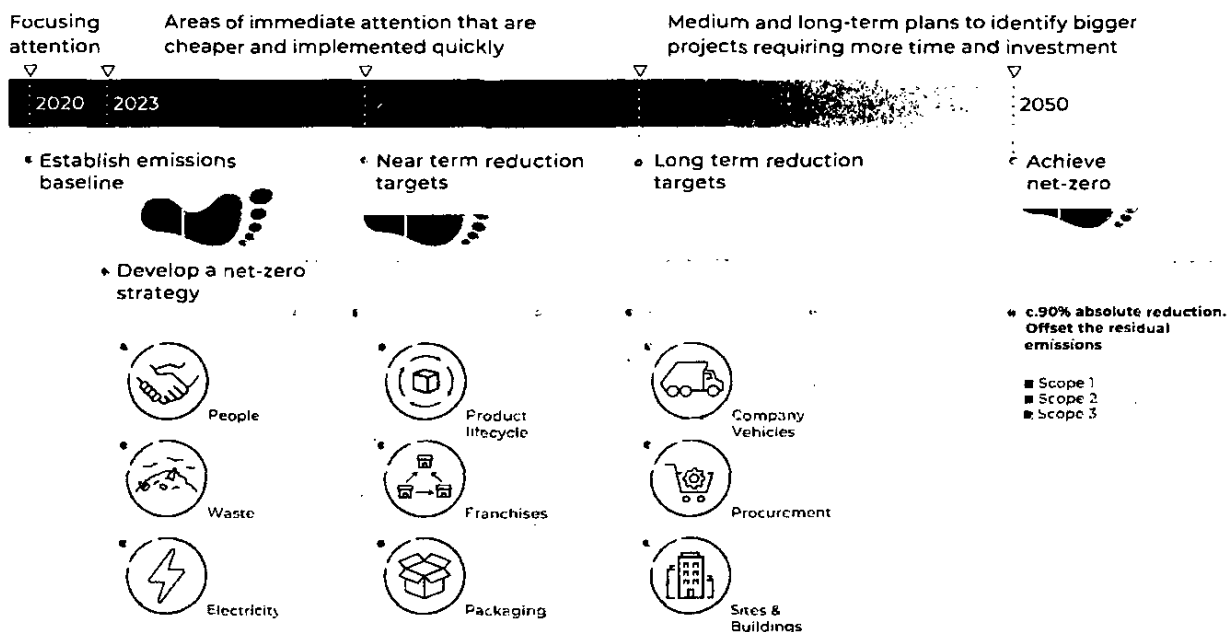 Focusing
attention
Areas of immediate attention that are
cheaper and implemented quickly
Medium and long-term plans to identify bigger
projects requiring more time and investment
2020
2023
2050
Establish emissions
baseline
Near term reduction
targets
Long term reduction
targets
Achieve
net-zero
Develop a net-zero
strategy
c.90% absolute reduction.
Offset the residual
emissions
Scope 1
Scope 2
Scope 3
People
Product
lifecycle
Company
Vehicles
Waste
Franchises
Procurement
Electricity
Packaging
Sites &
Buildings